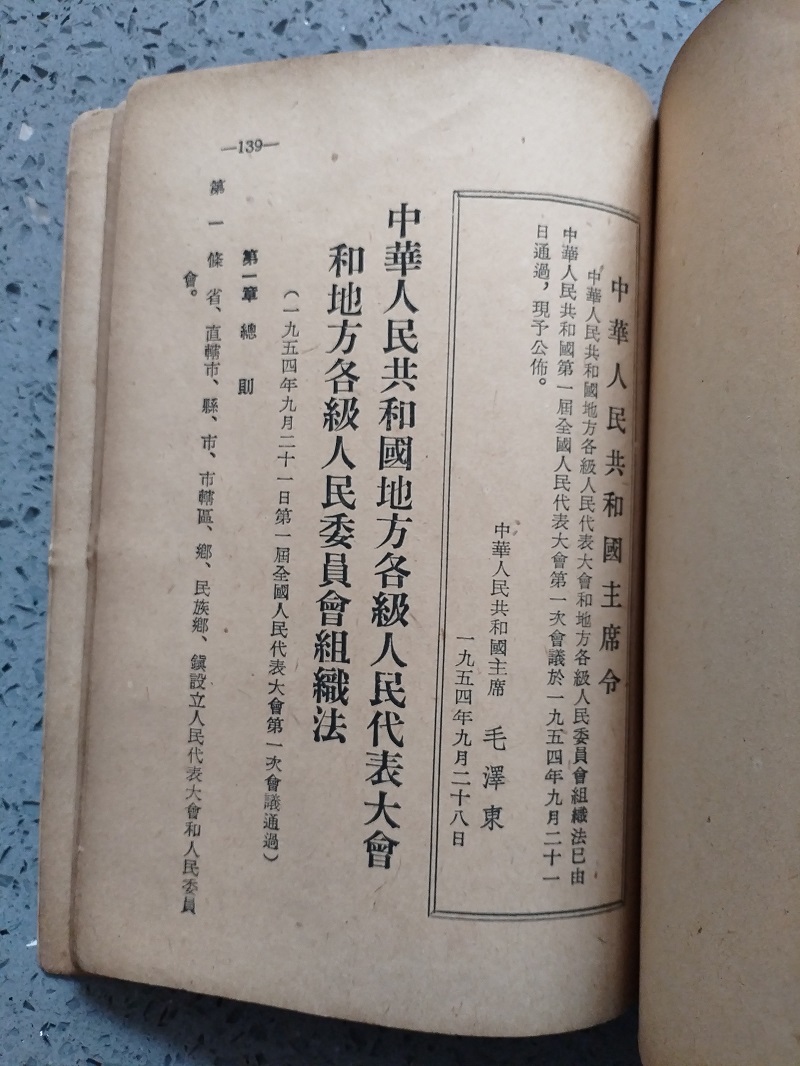 中華人民共和國主席令
中華人民共和國地方各級人民代表大會和地方各級人民委員會組織法已由
中華人民共和國第一屆全國人民代表大會第一次會議於一九五四年九月二十一
日通過，現予公佈。
中華人民共和國主席 毛澤東
一九五四年九月二十八日
中華人民共和國地方各級人民代表大會
和地方各級人民委員會組織法
（一九五四年九月二十一日第一屆全國人民代表大會第一次會議通過）
第一章 總則
第一條 省、直轄市、縣、市、市轄區、鄉、民族鄉、鎭設立人民代表大會和人民委員
會。
—139—